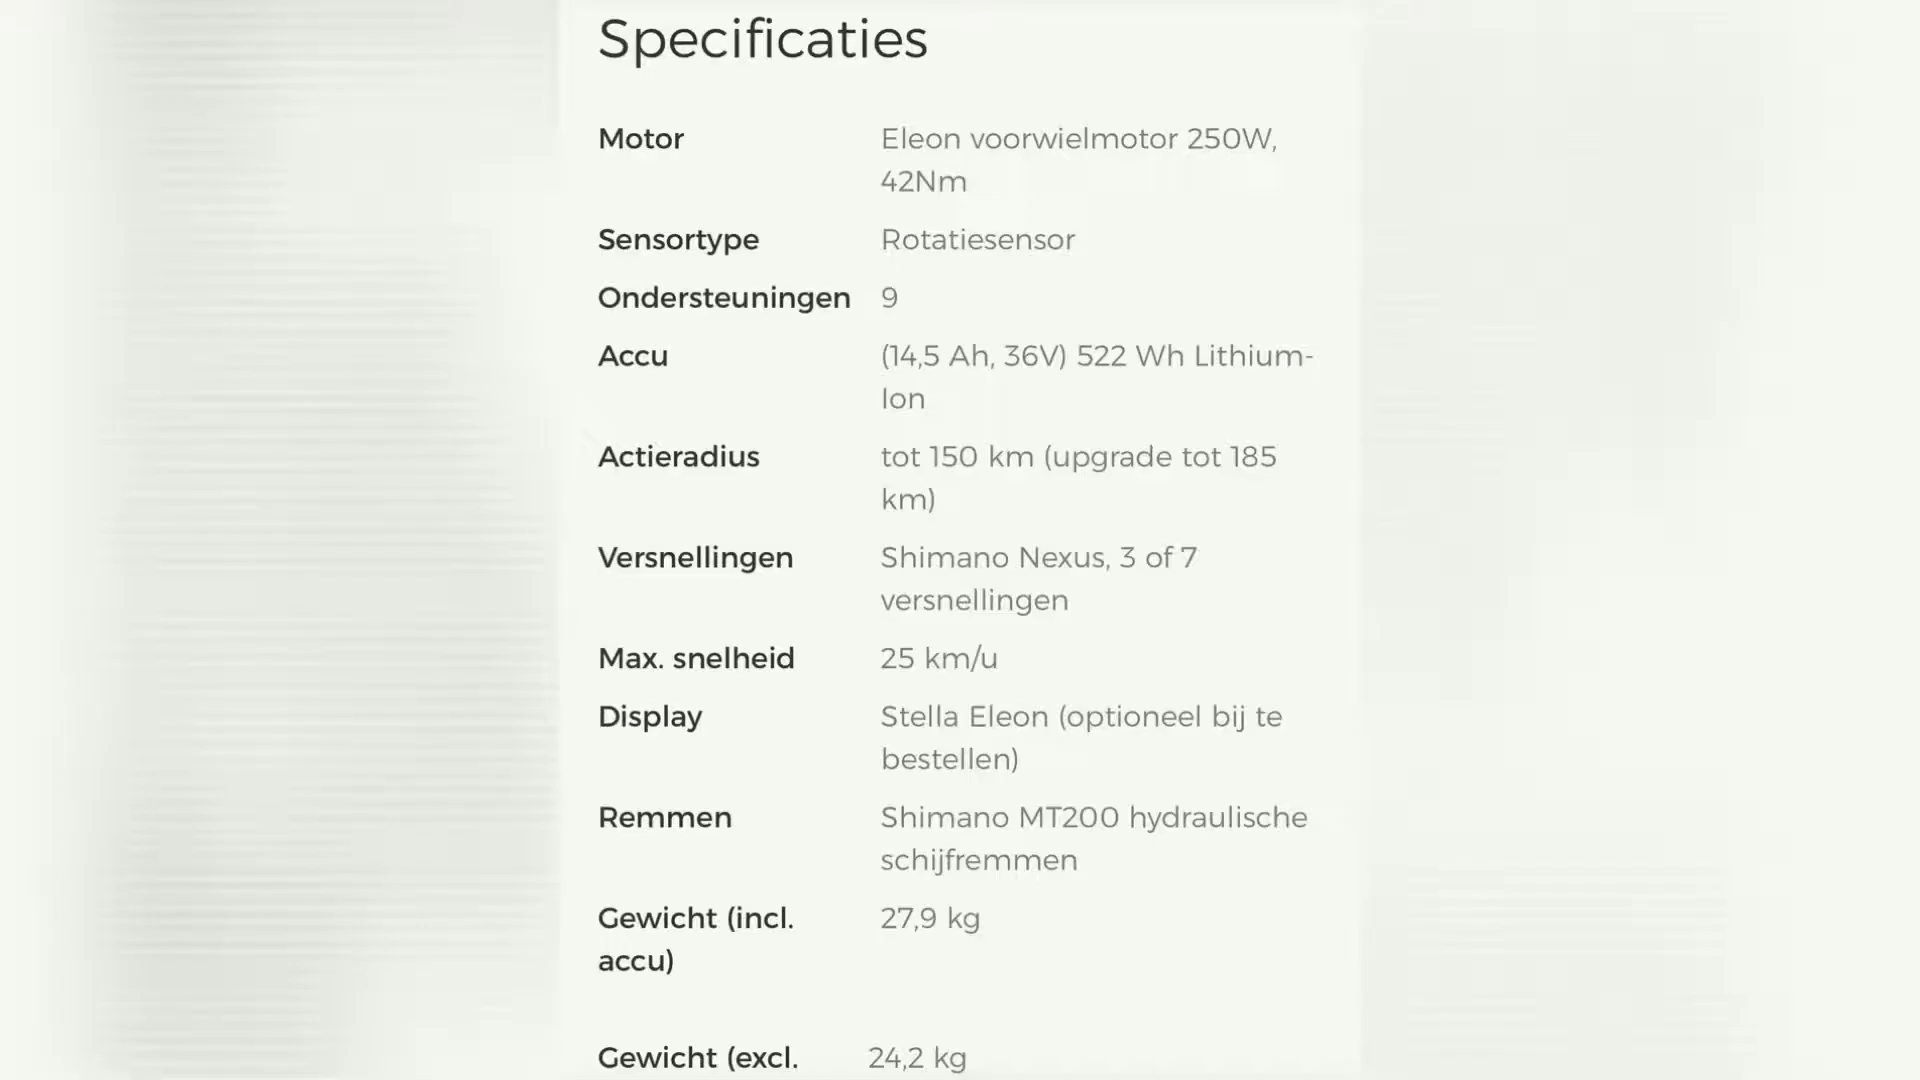 Specificaties
Motor Eleon voorwielmotor 250W,
42Nm
Sensortype Rotatiesensor
Ondersteuningen 9
Accu (14,5 Ah, 36V) 522 Wh Lithium-
Ion
Actieradius tot 150 km (upgrade tot 185
km)
Versnellingen Shimano Nexus, 3 of 7
versnellingen
Max. snelheid 25 km/u
Display Stella Eleon (optioneel bij te
bestellen)
Remmen Shimano MT200 hydraulische
schijfremmen
Gewicht (incl. 27,9 kg
accu)
Gewicht (excl. 24,2 kg